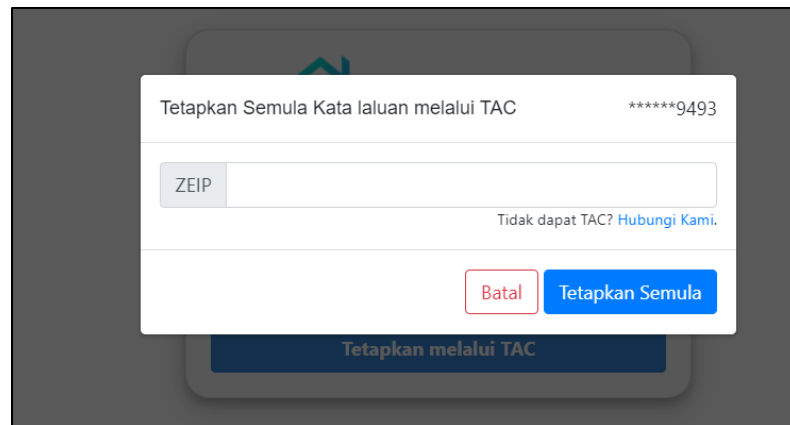 Tetapkan Semula Kata laluan melalui TAC ******9493
ZEIP
Tidak dapat TAC? Hubungi Kami.
Batal Tetapkan Semula
Tetapkan melalui TAC